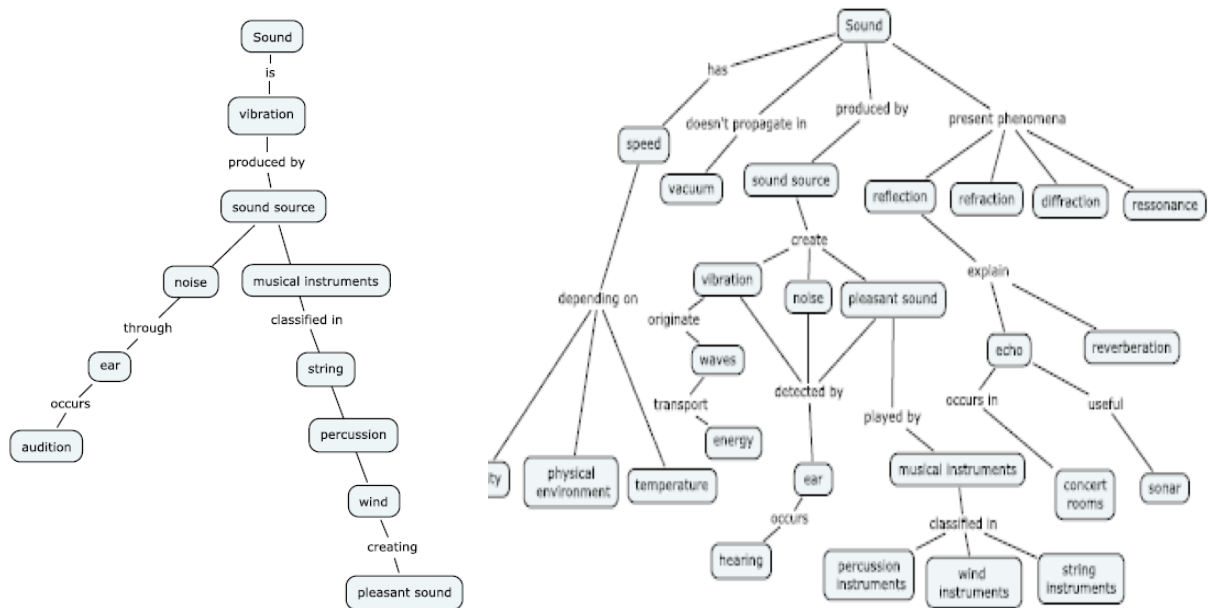 Sound
is
vibration
produced by
sound source
noise
musical instruments
through
classified in
ear
string
occurs
percussion
audition
wind
creating
pleasant sound
Sound
has
produced by
doesn't propagate in
present phenomena
speed
vacuum
sound source
reflection
refraction
diffraction
ressonance
create
explain
vibration
noise
pleasant sound
depending on
originate
waves
echo
reverberation
detected by
transport
occurs in
useful
played by
energy
ity
physical
environment
temperature
ear
musical instruments
concert
rooms
sonar
occurs
classified in
hearing
percussion
instruments
wind
instruments
string
instruments